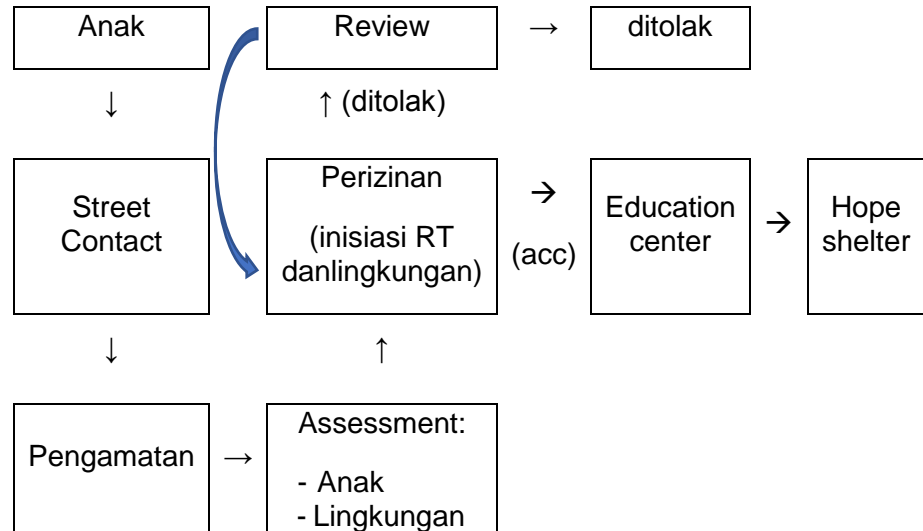 Anak
Review
→
ditolak
↓
↑ (ditolak)
Street
Contact
Perizinan
(inisiasi RT
danlingkungan)
→
(acc)
Education
center
→
Hope
shelter
↓
↑
Pengamatan
→
Assessment:
- Anak
- Lingkungan